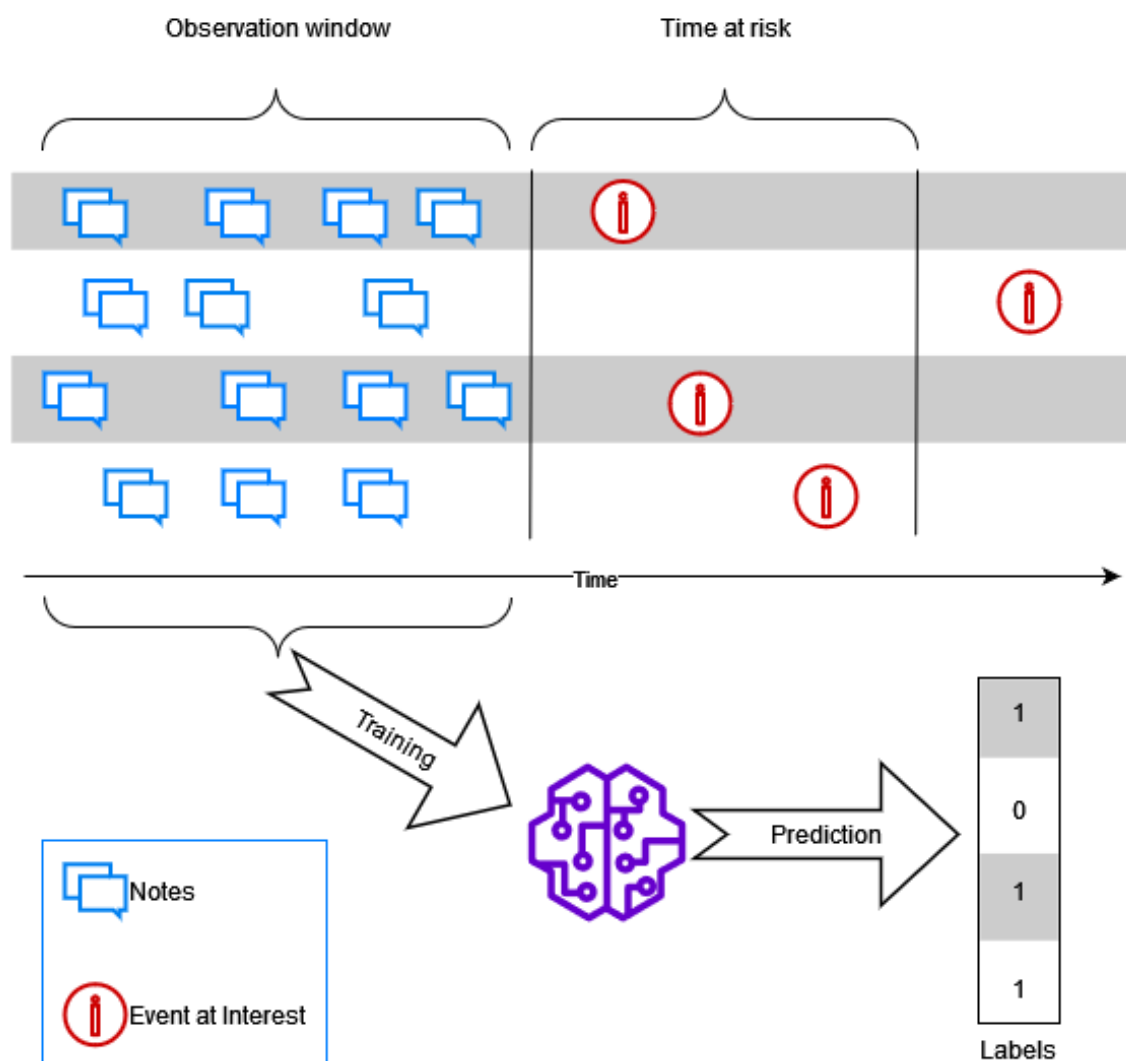 Observation window
Time at risk
Time
Training
Prediction
1
0
1
1
Labels
Notes
Event at Interest